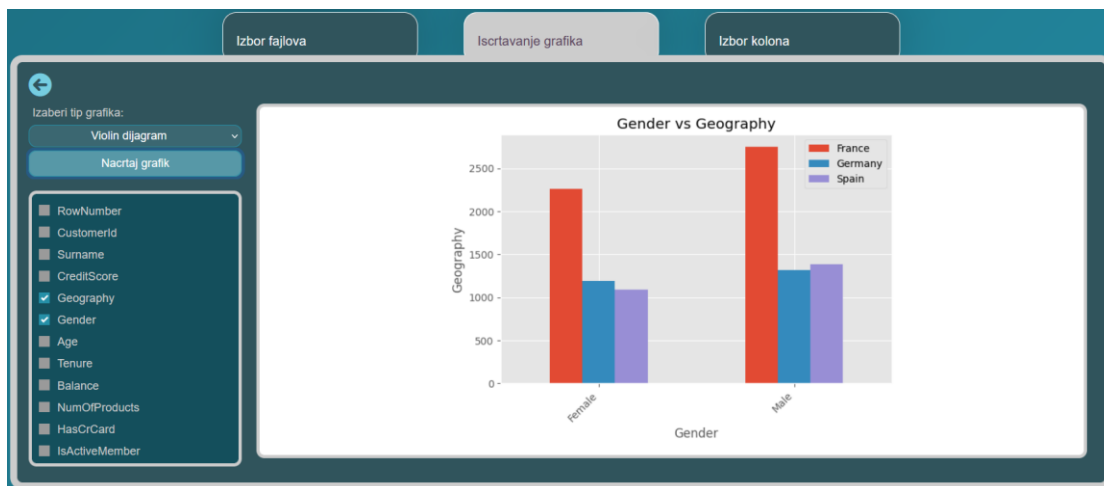 Izbor fajlova
Iscrtavanje grafika
Izbor kolona
Izaberi tip grafika:
Violin dijagram
Nacrtaj grafik
RowNumber
CustomerId
Surname
CreditScore
Geography
Gender
Age
Tenure
Balance
NumOfProducts
HasCrCard
IsActiveMember
Gender vs Geography
France
Germany
Spain
Geography
2500
2000
1500
1000
500
0
Female
Male
Gender